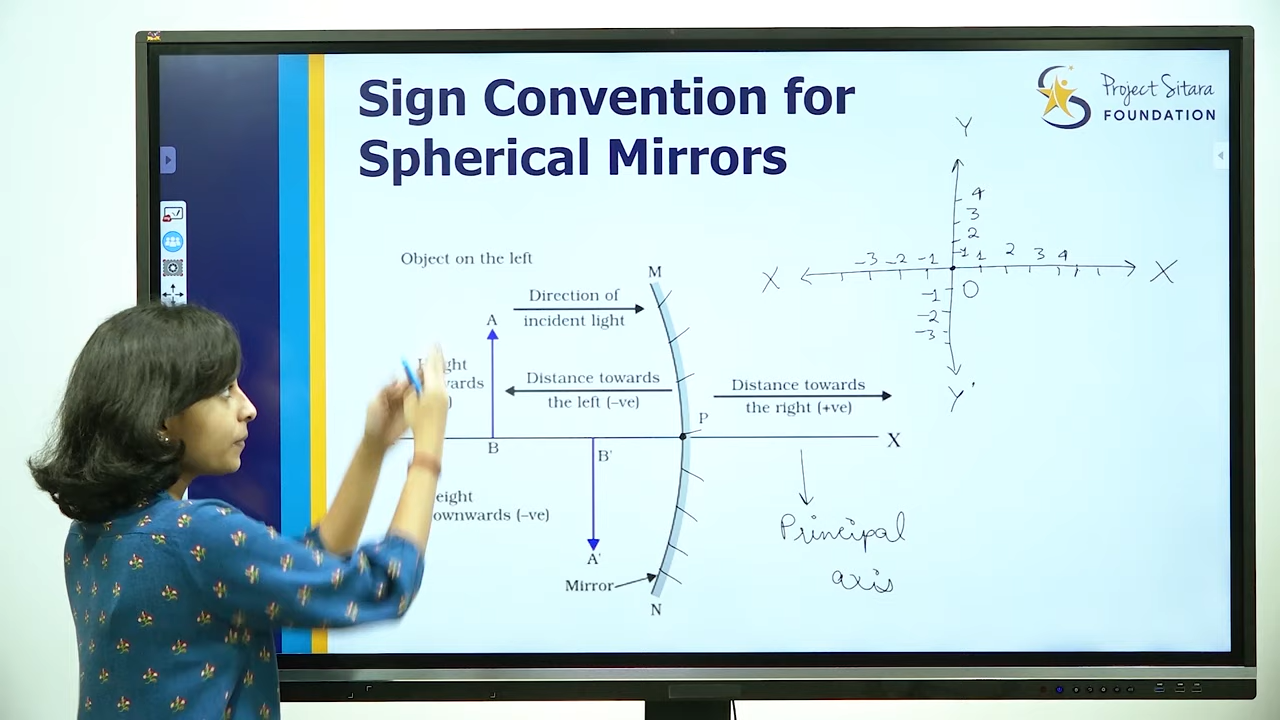 Sign Convention for
Spherical Mirrors
Project Sitara
FOUNDATION
Object on the left
M
Direction of
incident light
A
Distance towards
the left (–ve)
Distance towards
the right (+ve)
P
B
B'
X
(–ve)
A'
Mirror
N
Principal
axis
Y
4
3
2
1
-3 -2 -1
1 2 3 4
X
X
O
-1
-2
-3
Y'